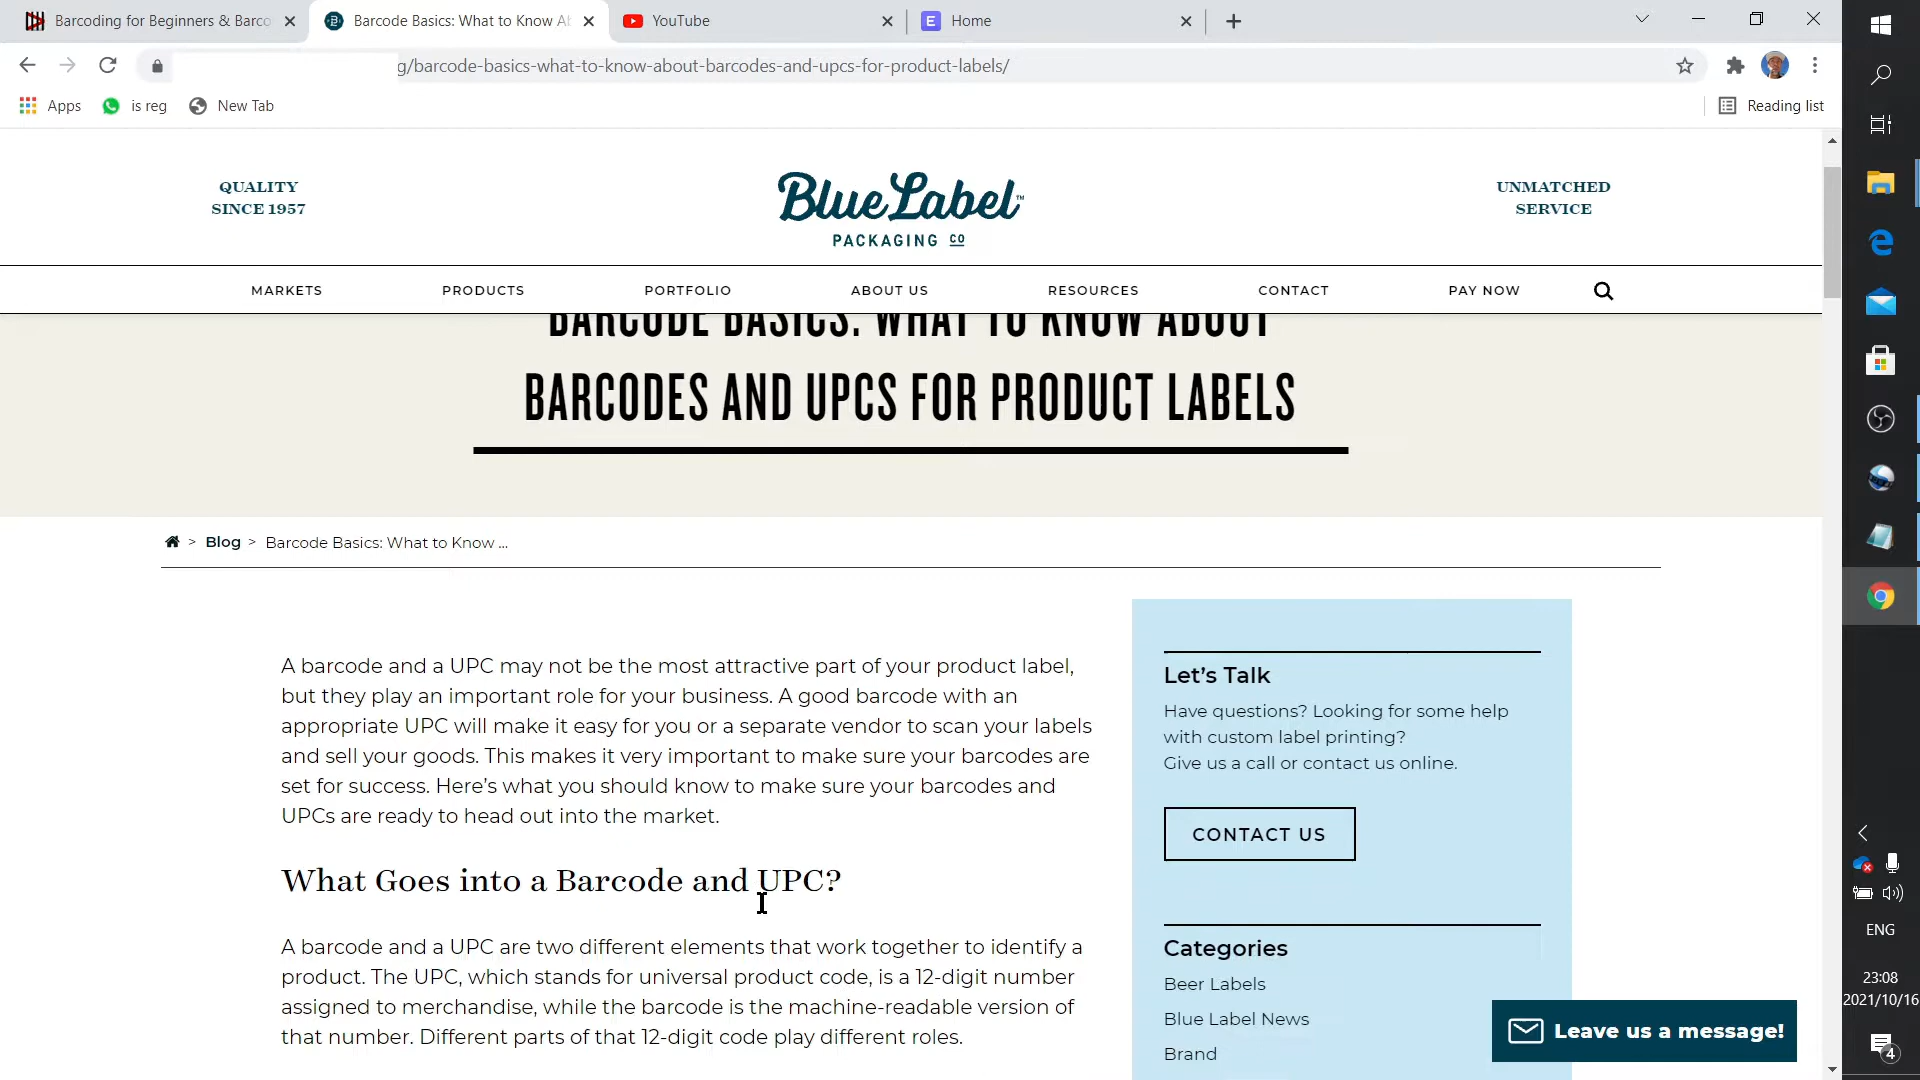 Barcoding for Beginners & Barco
Barcode Basics: What to Know A
YouTube
Home
g/barcode-basics-what-to-know-about-barcodes-and-upcs-for-product-labels/
Apps
is reg
New Tab
Reading list
QUALITY
SINCE 1957
Blue Label™
PACKAGING CO
UNMATCHED
SERVICE
MARKETS
PRODUCTS
PORTFOLIO
ABOUT US
RESOURCES
CONTACT
PAY NOW
BARCODE BASICS: WHAT TO KNOW ABOUT
BARCODES AND UPCS FOR PRODUCT LABELS
> Blog > Barcode Basics: What to Know ...
A barcode and a UPC may not be the most attractive part of your product label,
but they play an important role for your business. A good barcode with an
appropriate UPC will make it easy for you or a separate vendor to scan your labels
and sell your goods. This makes it very important to make sure your barcodes are
set for success. Here's what you should know to make sure your barcodes and
UPCs are ready to head out into the market.
What Goes into a Barcode and UPC?
A barcode and a UPC are two different elements that work together to identify a
product. The UPC, which stands for universal product code, is a 12-digit number
assigned to merchandise, while the barcode is the machine-readable version of
that number. Different parts of that 12-digit code play different roles.
Let's Talk
Have questions? Looking for some help
with custom label printing?
Give us a call or contact us online.
CONTACT US
Categories
Beer Labels
Blue Label News
Brand
Leave us a message!
ENG
23:08
2021/10/16
4